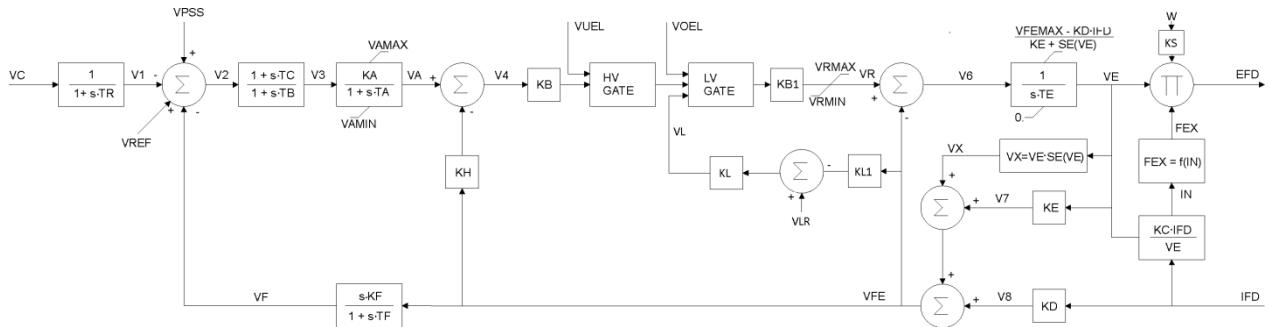 VPSS
VUEL
VOEL
W
VFEMAX - KD·IFD
KE + SE(VE)
KS
VC
1
1+ s·TR
V1
-
+
Σ
V2
1 + s·TC
1 + s·TB
V3
VAMAX
KA
1 + s·TA
VAMIN
VA
+
Σ
-
V4
KB
HV
GATE
LV
GATE
KB1
VRMAX
VR
VRMIN
+
Σ
-
V6
1
s·TE
0.
VE
∏
EFD
VREF
+
-
VL
FEX
VX
VX=VE·SE(VE)
FEX = f(IN)
KH
KL
Σ
-
KL1
+
VLR
+
Σ
+
V7
KE
IN
KC·IFD
VE
VF
s·KF
1 + s·TF
VFE
+
Σ
+
V8
KD
IFD